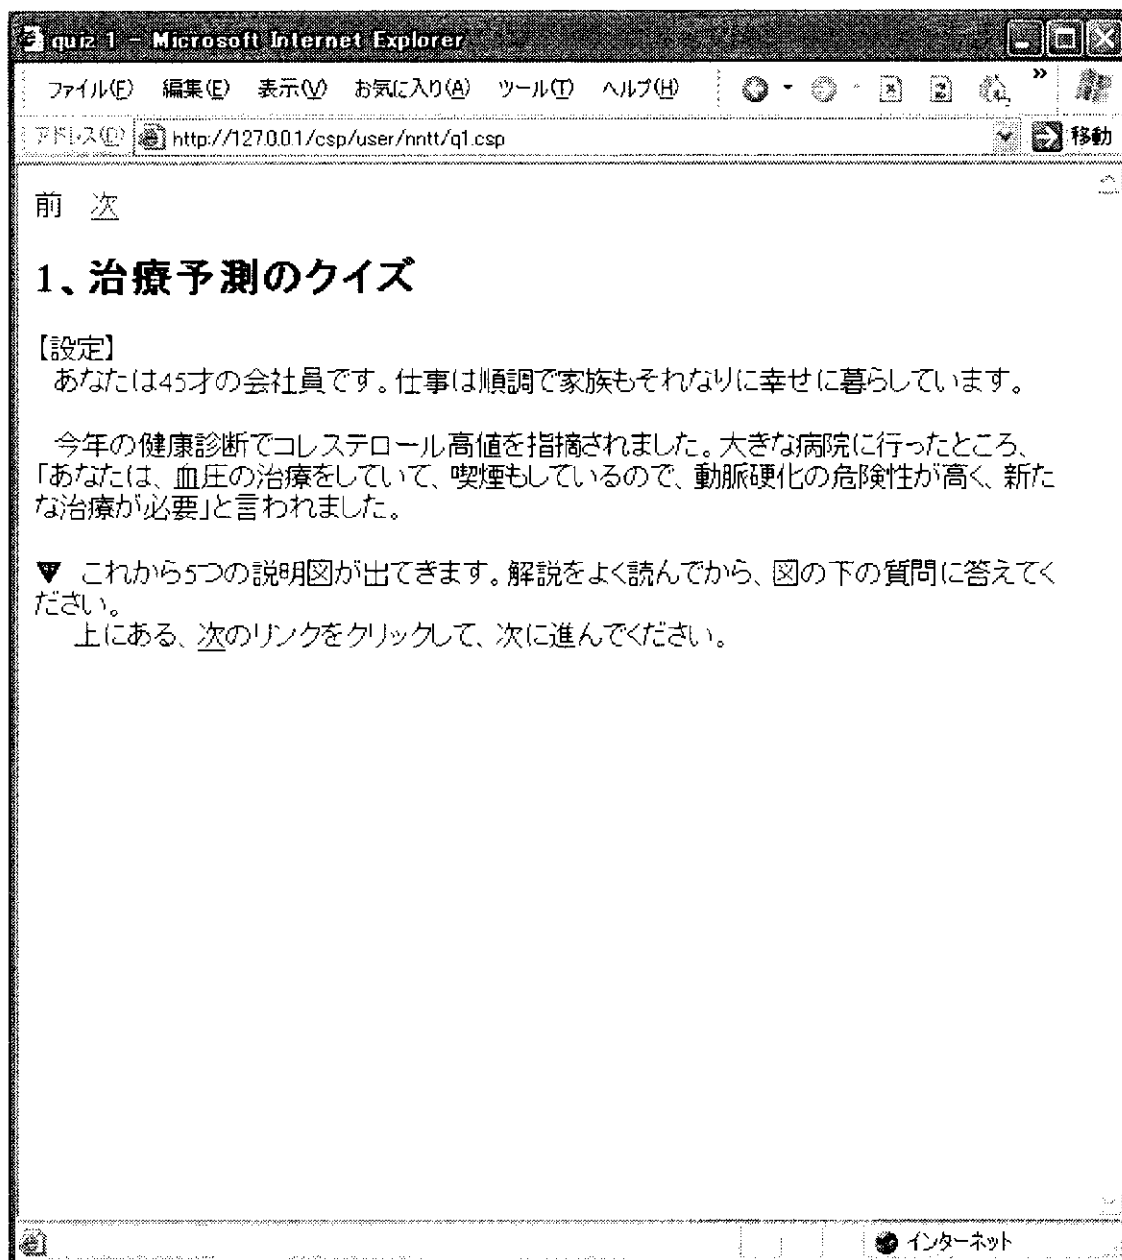 quiz 1 - Microsoft Internet Explorer
ファイル(F) 編集(E) 表示(V) お気に入り(A) ツール(T) ヘルプ(H) »
アドレス(D) http://127.0.0.1/csp/user/nntt/q1.csp 移動
前 次
1、治療予測のクイズ
【設定】
あなたは45才の会社員です。仕事は順調で家族もそれなりに幸せに暮らしています。
今年の健康診断でコレステロール高値を指摘されました。大きな病院に行ったところ、
「あなたは、血圧の治療をしていて、喫煙もしているので、動脈硬化の危険性が高く、新た
な治療が必要」と言われました。
▼ これから5つの説明図が出てきます。解説をよく読んでから、図の下の質問に答えてく
ださい。
上にある、次のリンクをクリックして、次に進んでください。
インターネット